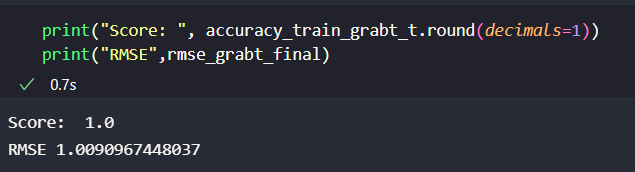 print("Score: ", accuracy_train_grabt_t.round(decimals=1))
print("RMSE",rmse_grabt_final)
0.7s
Score:  1.0
RMSE 1.0090967448037